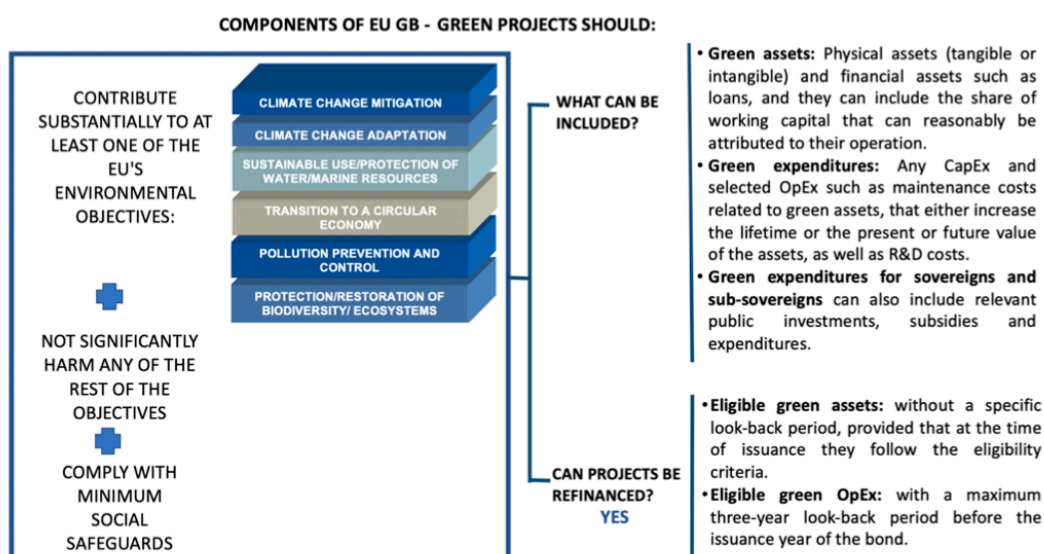 COMPONENTS OF EU GB - GREEN PROJECTS SHOULD:
CONTRIBUTE
SUBSTANTIALLY TO AT
LEAST ONE OF THE
EU'S
ENVIRONMENTAL
OBJECTIVES:
NOT SIGNIFICANTLY
HARM ANY OF THE
REST OF THE
OBJECTIVES
COMPLY WITH
MINIMUM
SOCIAL
SAFEGUARDS
CLIMATE CHANGE MITIGATION
CLIMATE CHANGE ADAPTATION
SUSTAINABLE USE/PROTECTION OF
WATER/MARINE RESOURCES
TRANSITION TO A CIRCULAR
ECONOMY
POLLUTION PREVENTION AND
CONTROL
PROTECTION/RESTORATION OF
BIODIVERSITY/ ECOSYSTEMS
WHAT CAN BE
INCLUDED?
• Green assets: Physical assets (tangible or
intangible) and financial assets such as
loans, and they can include the share of
working capital that can reasonably be
attributed to their operation.
• Green expenditures: Any CapEx and
selected OpEx such as maintenance costs
related to green assets, that either increase
the lifetime or the present or future value
of the assets, as well as R&D costs.
• Green expenditures for sovereigns and
sub-sovereigns can also include relevant
public investments, subsidies and
expenditures.
CAN PROJECTS BE
REFINANCED?
YES
• Eligible green assets: without a specific
look-back period, provided that at the time
of issuance they follow the eligibility
criteria.
• Eligible green OpEx: with a maximum
three-year look-back period before the
issuance year of the bond.